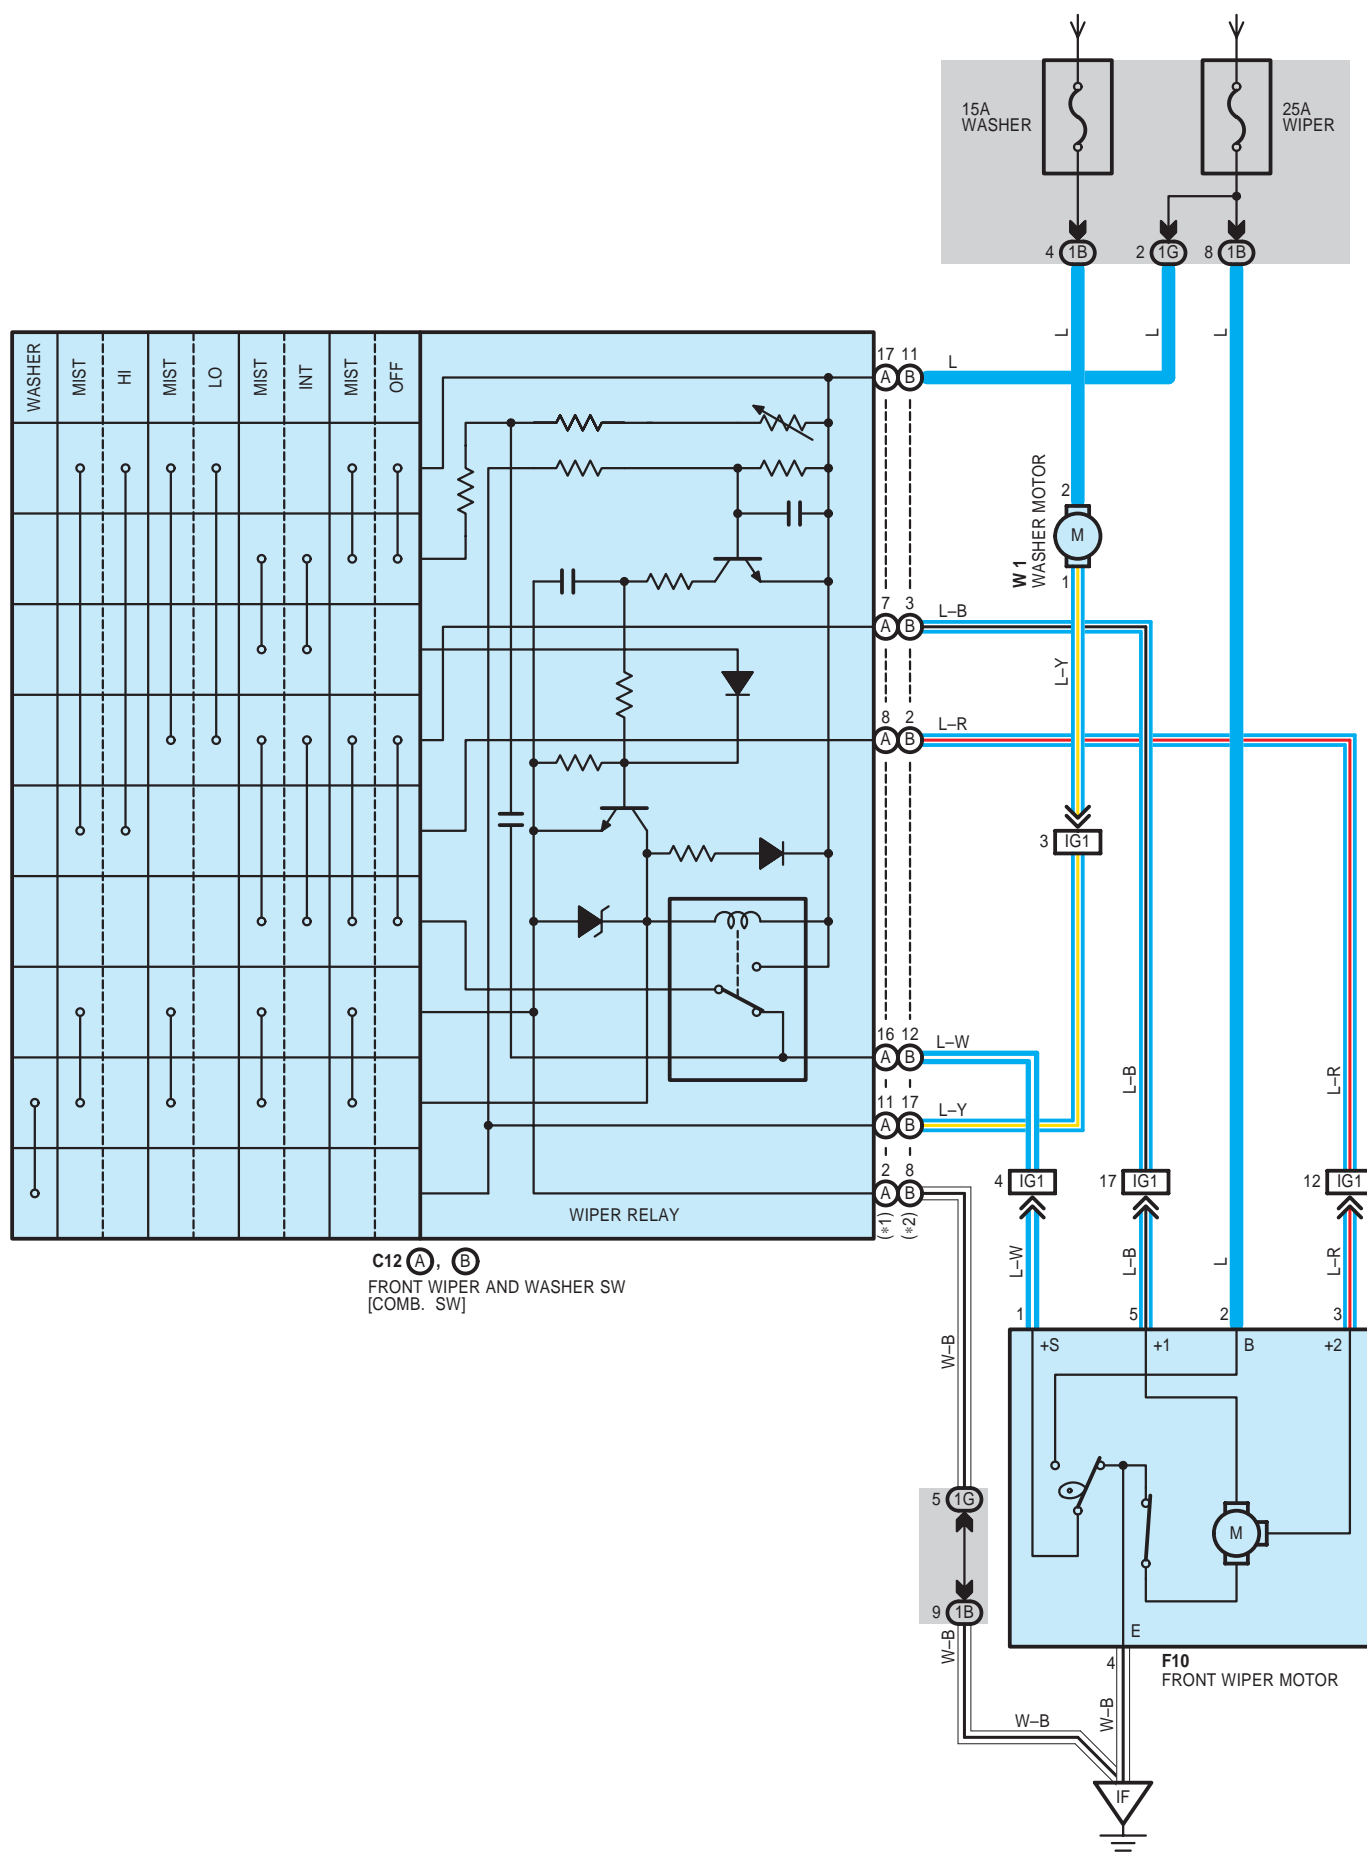 15A
WASHER
25A
WIPER
4 1B
2 1G
8 1B
L
L
L
WASHER
MIST
HI
MIST
LO
MIST
INT
MIST
OFF
17 11
A B
L
2
M
1
W 1
WASHER MOTOR
7 3
A B
L–B
L–Y
8 2
A B
L–R
3 IG1
16 12
A B
L–W
11 17
A B
L–Y
L–B
L–R
2 8
A B
(*1) (*2)
WIPER RELAY
4 IG1
17 IG1
12 IG1
C12 A, B
FRONT WIPER AND WASHER SW
[COMB. SW]
L–W
L–B
L
L–R
1
5
2
3
+S
+1
B
+2
W–B
5 1G
9 1B
M
W–B
E
4
F10
FRONT WIPER MOTOR
W–B
W–B
IF